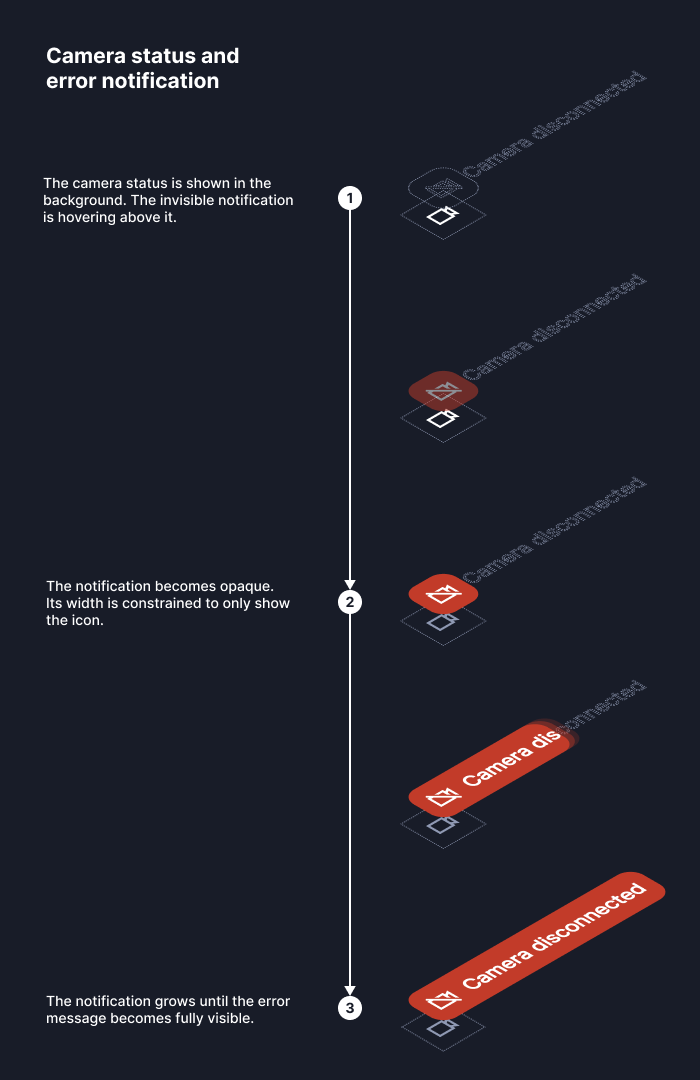 Camera status and
error notification
Camera disconnected
The camera status is shown in the
background. The invisible notification
is hovering above it.
1
Camera disconnected
Camera disconnected
The notification becomes opaque.
Its width is constrained to only show
the icon.
2
Camera disconnected
Camera disconnected
The notification grows until the error
message becomes fully visible.
3